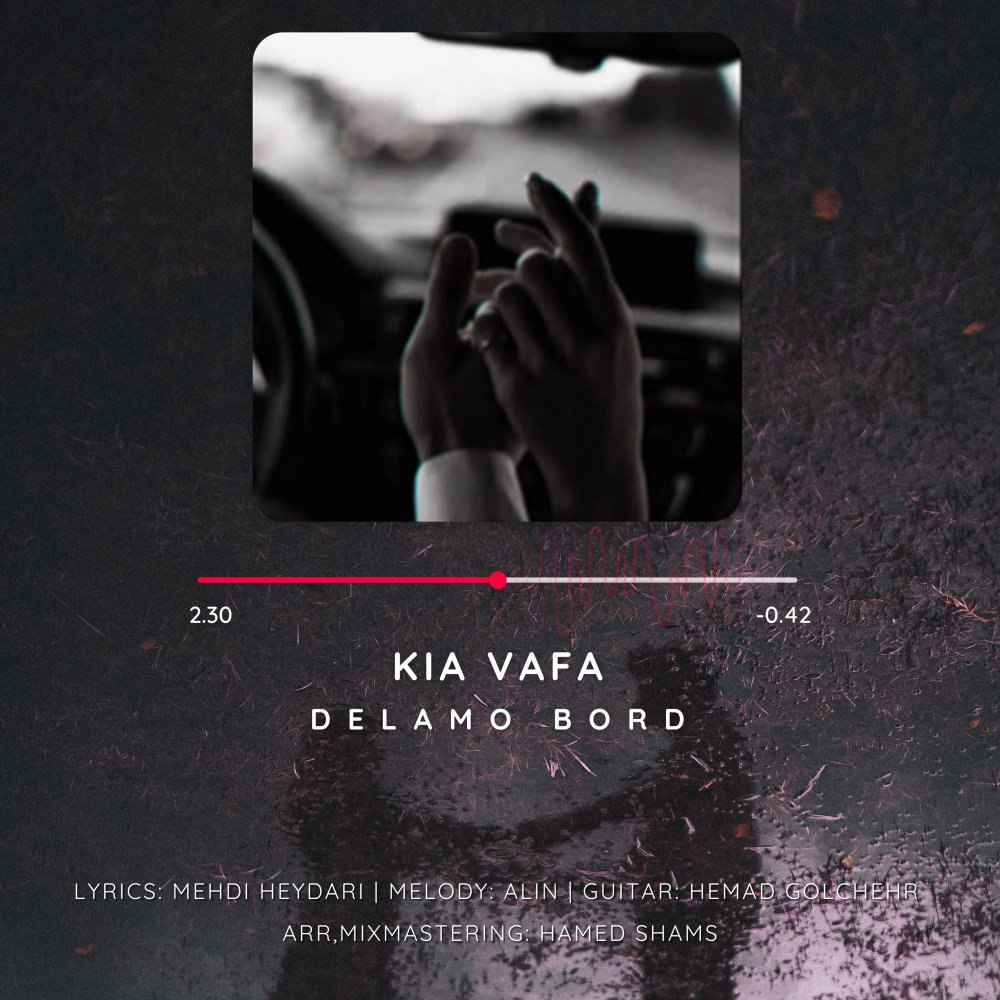 2.30 -0.42
KIA VAFA
DELAMO BORD
LYRICS: MEHDI HEYDARI | MELODY: ALIN | GUITAR: HEMAD GOLCHEHR
ARR,MIXMASTERING: HAMED SHAMS